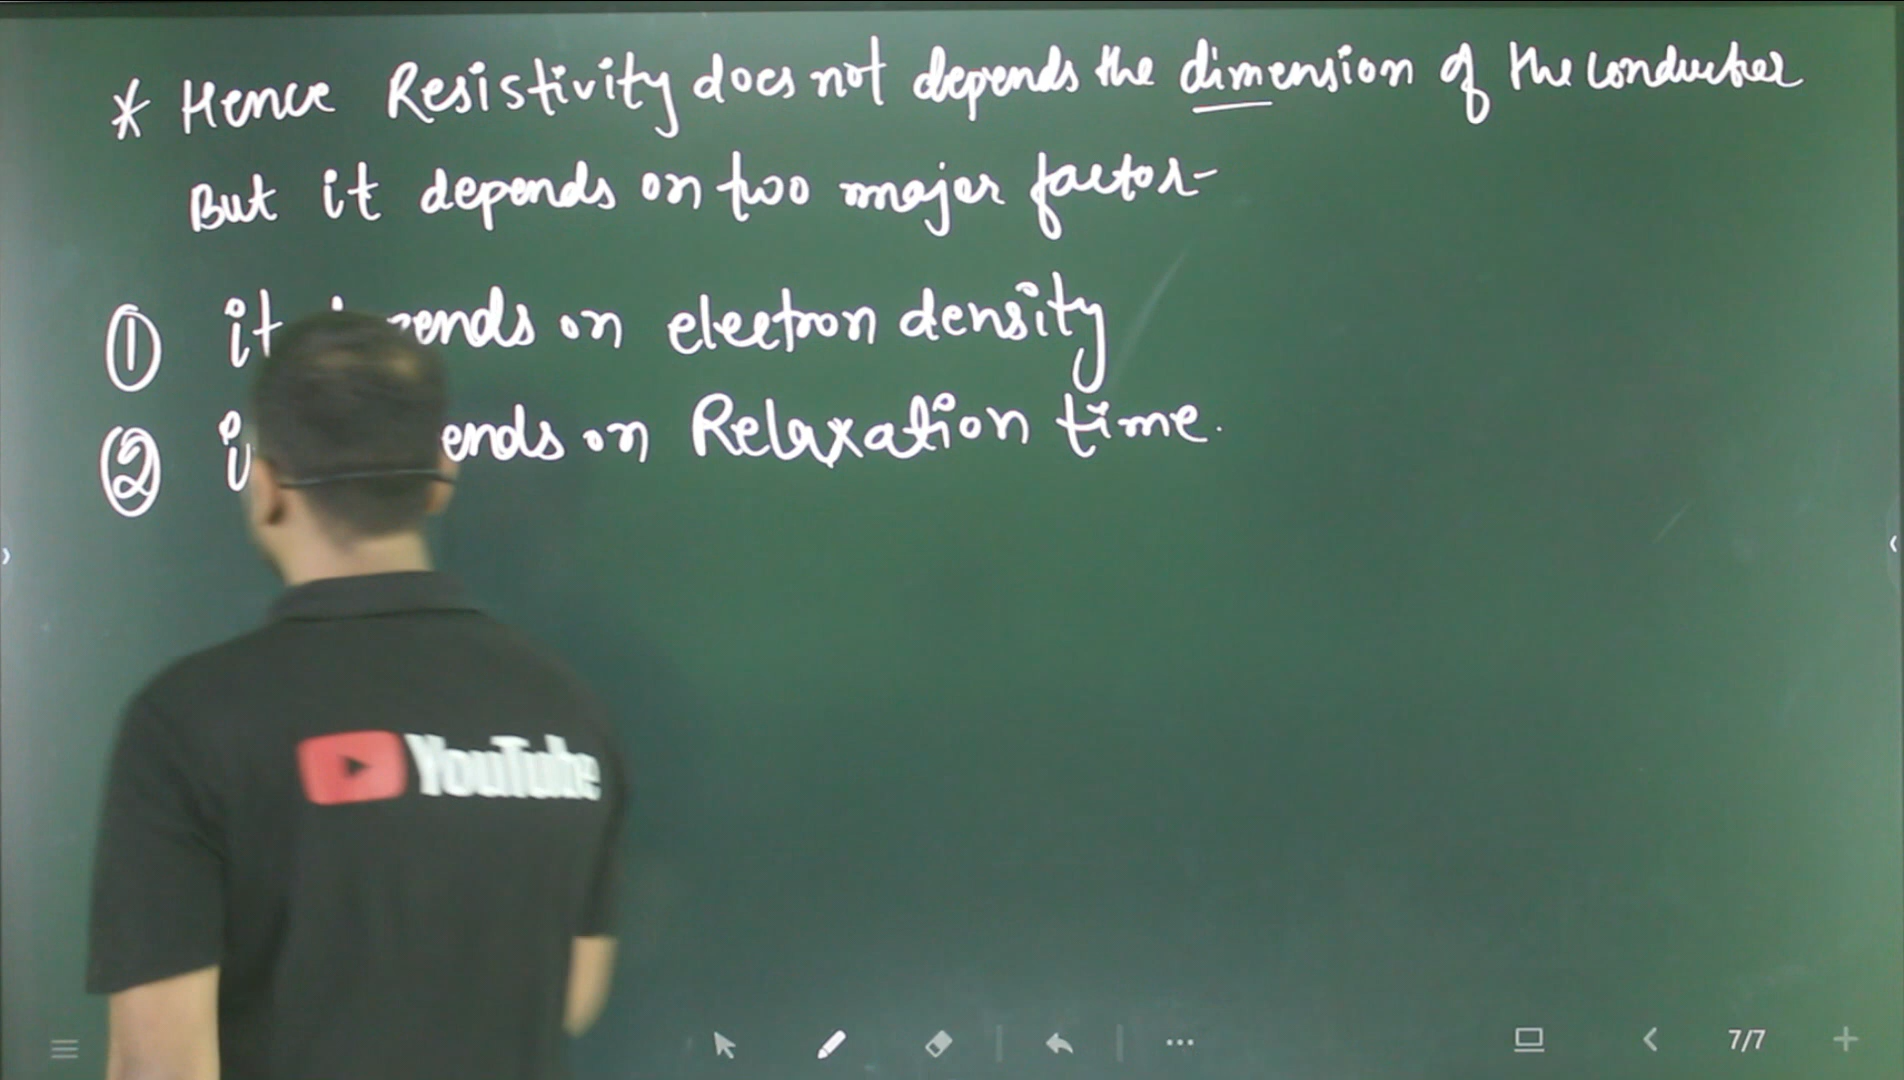 * Hence Resistivity does not depends the dimension of the conductor
But it depends on two major factor-
① it ends on electron density
② ends on Relaxation time.
YouTube
7/7